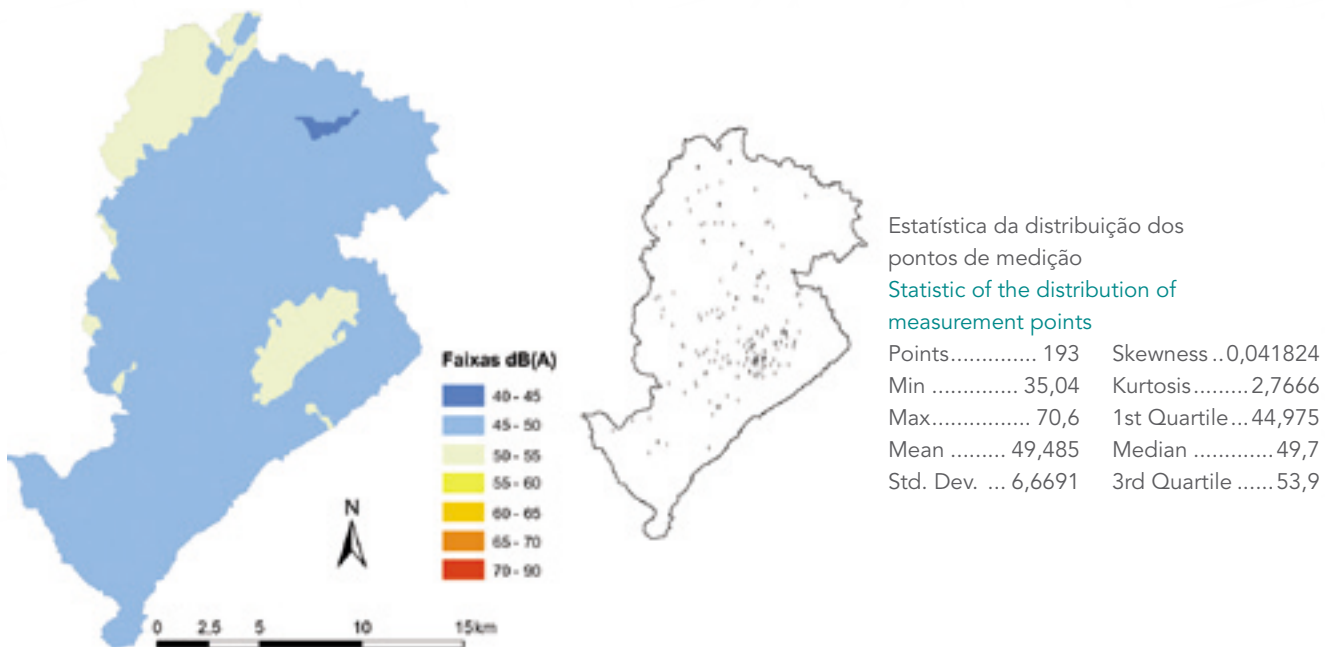 Faixas dB(A)
40 - 45
45 - 50
50 - 55
55 - 60
60 - 65
65 - 70
70 - 90
N
0 2,5 5 10 15km
Estatística da distribuição dos
pontos de medição
Statistic of the distribution of
measurement points
Points.............. 193 Skewness ..0,041824
Min ............... 35,04 Kurtosis.........2,7666
Max................. 70,6 1st Quartile...44,975
Mean ......... 49,485 Median .............49,7
Std. Dev. ... 6,6691 3rd Quartile ......53,9